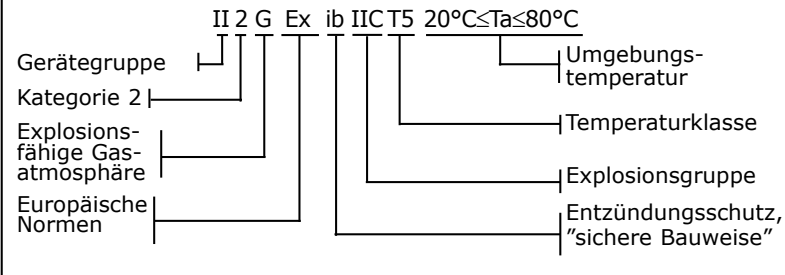 II 2 G Ex ib IIC T5 20°C≤Ta≤80°C
Gerätegruppe
Kategorie 2
Explosions-
fähige Gas-
atmosphäre
Europäische
Normen
Umgebungs-
temperatur
Temperaturklasse
Explosionsgruppe
Entzündungsschutz,
”sichere Bauweise”